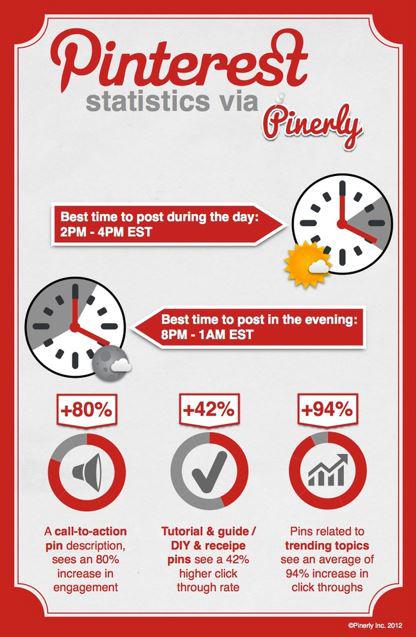 Pinterest
statistics via
Pinerly
Best time to post during the day:
2PM - 4PM EST
Best time to post in the evening:
8PM - 1AM EST
+80%
+42%
+94%
A call-to-action
pin description,
sees an 80%
increase in
engagement
Tutorial & guide /
DIY & receipe
pins see a 42%
higher click
through rate
Pins related to
trending topics
see an average of
94% increase in
click throughs
©Pinerly Inc. 2012